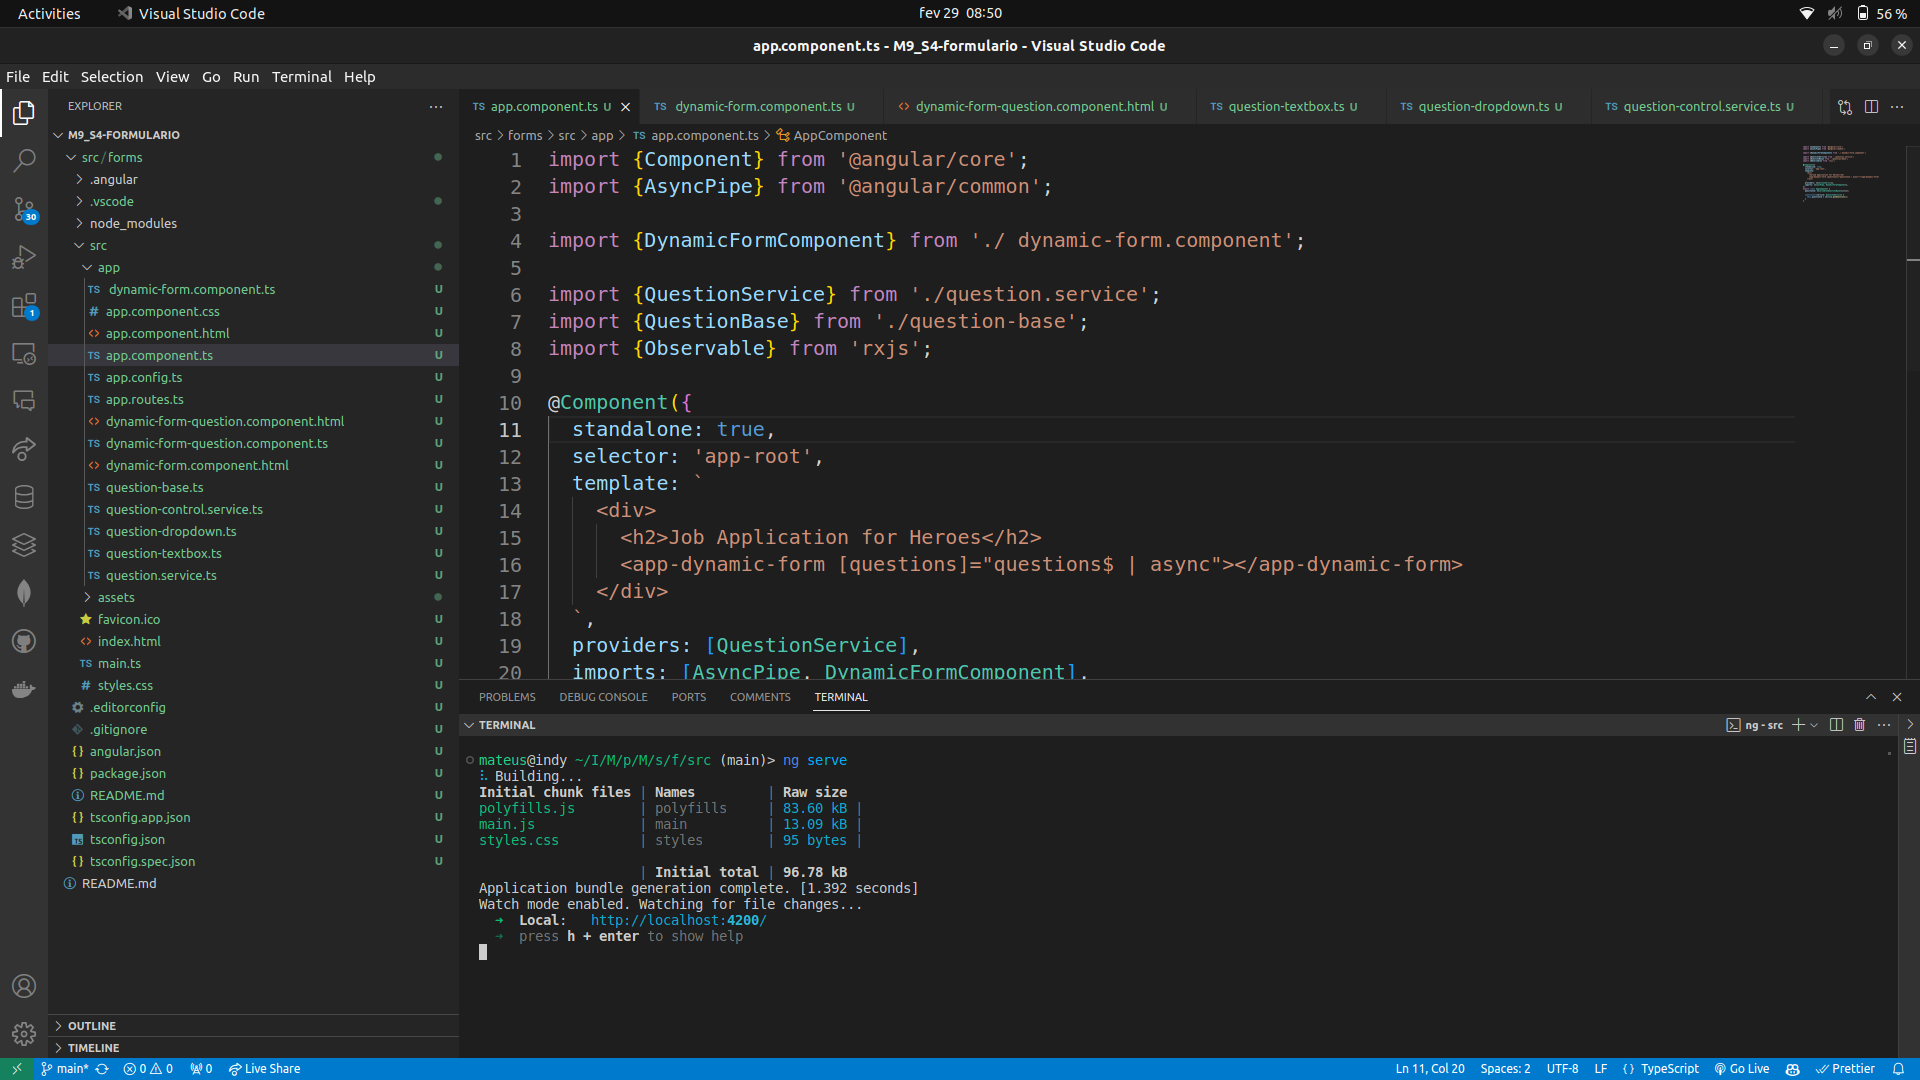 Activities
Visual Studio Code
fev 29 08:50
56 %
app.component.ts - M9_S4-formulario - Visual Studio Code
File Edit Selection View Go Run Terminal Help
EXPLORER
app.component.ts U
dynamic-form.component.ts U
dynamic-form-question.component.html U
question-textbox.ts U
question-dropdown.ts U
question-control.service.ts U
src > forms > src > app > TS app.component.ts > AppComponent
M9_S4-FORMULARIO
src/forms
.angular
.vscode
node_modules
src
app
TS dynamic-form.component.ts U
# app.component.css U
<> app.component.html U
TS app.component.ts U
TS app.config.ts U
TS app.routes.ts U
<> dynamic-form-question.component.html U
TS dynamic-form-question.component.ts U
<> dynamic-form.component.html U
TS question-base.ts U
TS question-control.service.ts U
TS question-dropdown.ts U
TS question-textbox.ts U
TS question.service.ts U
assets
favicon.ico U
<> index.html U
TS main.ts U
# styles.css U
.editorconfig U
.gitignore U
{} angular.json U
{} package.json U
README.md U
{} tsconfig.app.json U
tsconfig.json U
{} tsconfig.spec.json U
README.md
OUTLINE
TIMELINE
30
1
1 import {Component} from '@angular/core';
2 import {AsyncPipe} from '@angular/common';
3
4 import {DynamicFormComponent} from './ dynamic-form.component';
5
6 import {QuestionService} from './question.service';
7 import {QuestionBase} from './question-base';
8 import {Observable} from 'rxjs';
9
10 @Component({
11 standalone: true,
12 selector: 'app-root',
13 template: `
14 <div>
15 <h2>Job Application for Heroes</h2>
16 <app-dynamic-form [questions]="questions$ | async"></app-dynamic-form>
17 </div>
18 `,
19 providers: [QuestionService],
20 imports: [AsyncPipe, DynamicFormComponent],
PROBLEMS DEBUG CONSOLE PORTS COMMENTS TERMINAL
TERMINAL
ng - src
mateus@indy ~/I/M/p/M/s/f/src (main)> ng serve
Building...
Initial chunk files | Names | Raw size
polyfills.js | polyfills | 83.60 kB |
main.js | main | 13.09 kB |
styles.css | styles | 95 bytes |
| Initial total | 96.78 kB
Application bundle generation complete. [1.392 seconds]
Watch mode enabled. Watching for file changes...
➜ Local: http://localhost:4200/
➜ press h + enter to show help
main* 0 0 0 Live Share
Ln 11, Col 20 Spaces: 2 UTF-8 LF {} TypeScript Go Live Prettier